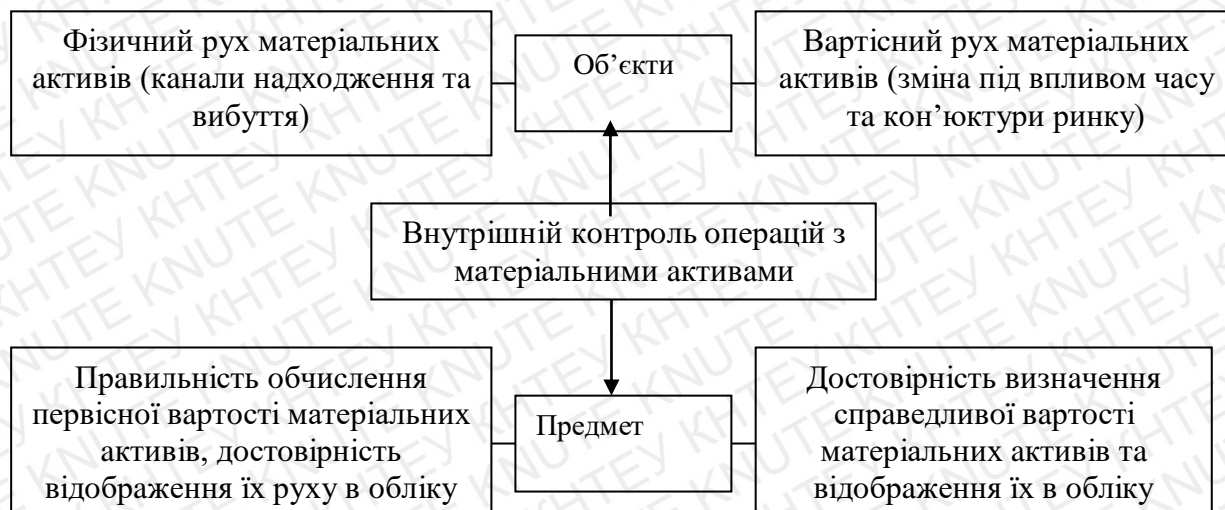 Фізичний рух матеріальних
активів (канали надходження та
вибуття)
Об’єкти
Вартісний рух матеріальних
активів (зміна під впливом часу
та кон’юктури ринку)
Внутрішній контроль операцій з
матеріальними активами
Правильність обчислення
первісної вартості матеріальних
активів, достовірність
відображення їх руху в обліку
Предмет
Достовірність визначення
справедливої вартості
матеріальних активів та
відображення їх в обліку